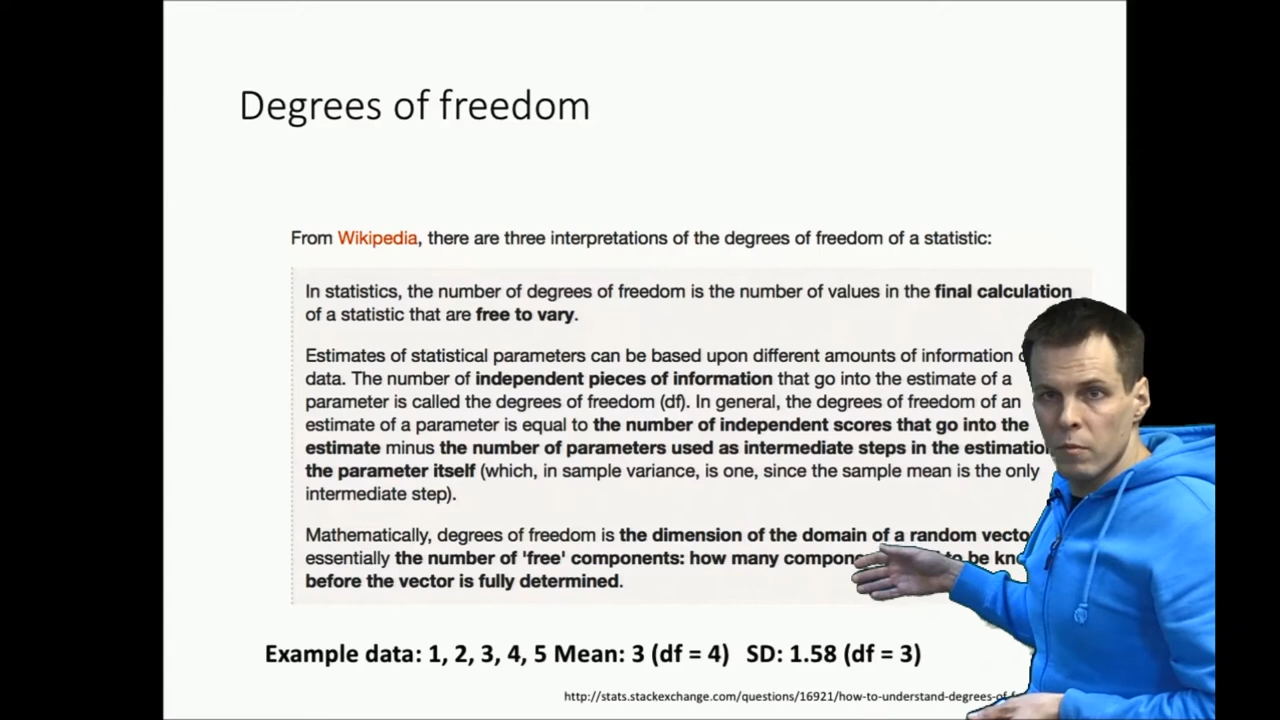 Degrees of freedom
From Wikipedia, there are three interpretations of the degrees of freedom of a statistic:
In statistics, the number of degrees of freedom is the number of values in the final calculation
of a statistic that are free to vary.
Estimates of statistical parameters can be based upon different amounts of information
data. The number of independent pieces of information that go into the estimate of a
parameter is called the degrees of freedom (df). In general, the degrees of freedom of an
estimate of a parameter is equal to the number of independent scores that go into the
estimate minus the number of parameters used as intermediate steps in the
the parameter itself (which, in sample variance, is one, since the sample mean is the only
intermediate step).
Mathematically, degrees of freedom is the dimension of the domain of a random
essentially the number of 'free' components: how many to be
before the vector is fully determined.
Example data: 1, 2, 3, 4, 5 Mean: 3 (df = 4) SD: 1.58 (df = 3)
http://stats.stackexchange.com/questions/16921/how-to-understand-degrees-of-